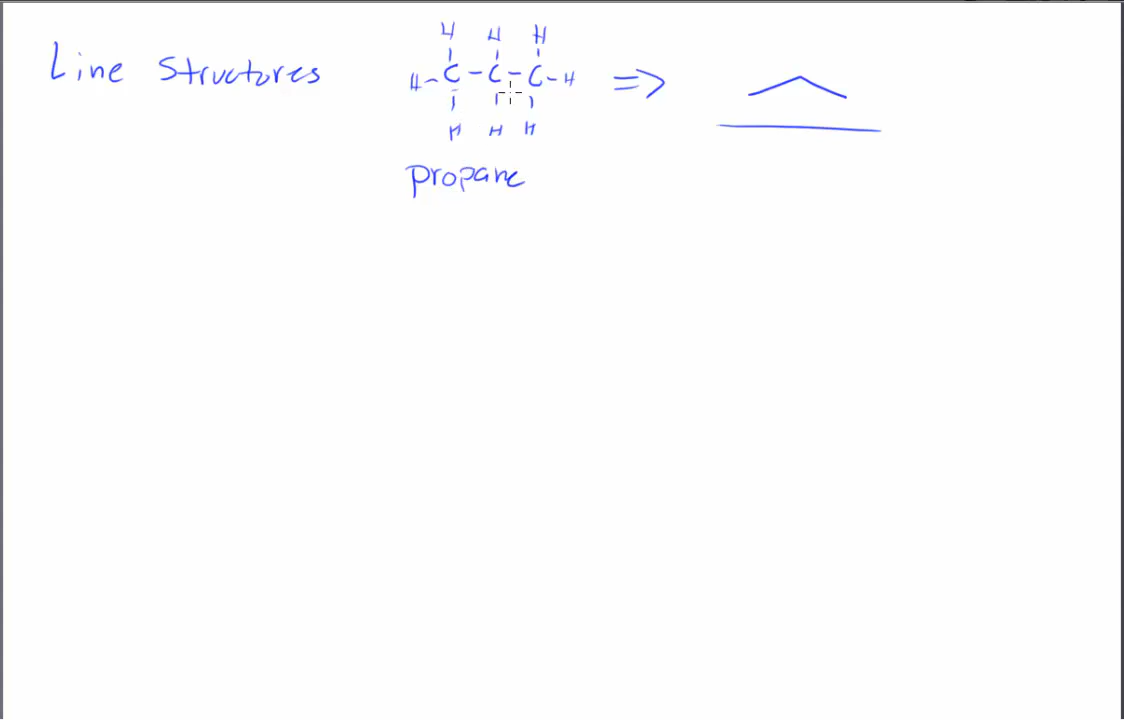 Line Structures
H H H
H-C-C-C-H =>
H H H
propane